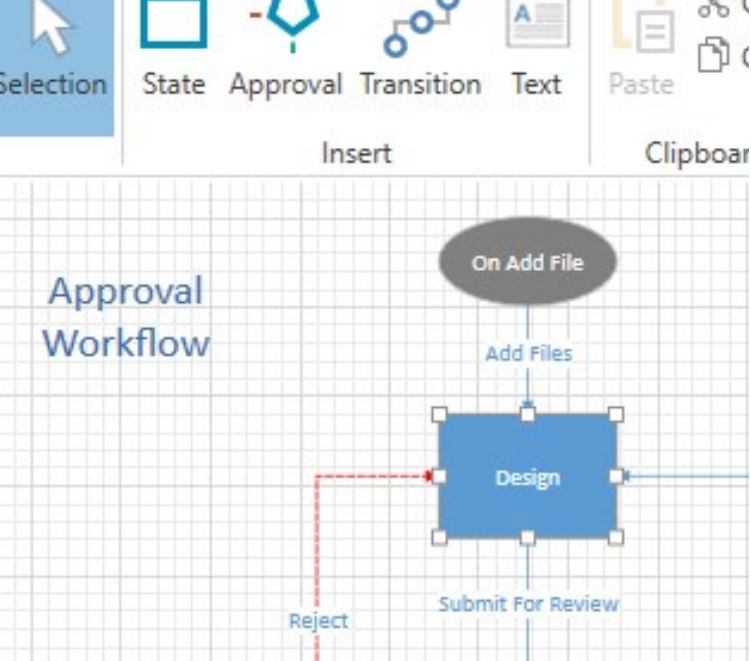 Selection
State
Approval
Transition
Text
Paste
Insert
On Add File
Approval
Workflow
Add Files
Design
Submit For Review
Reject